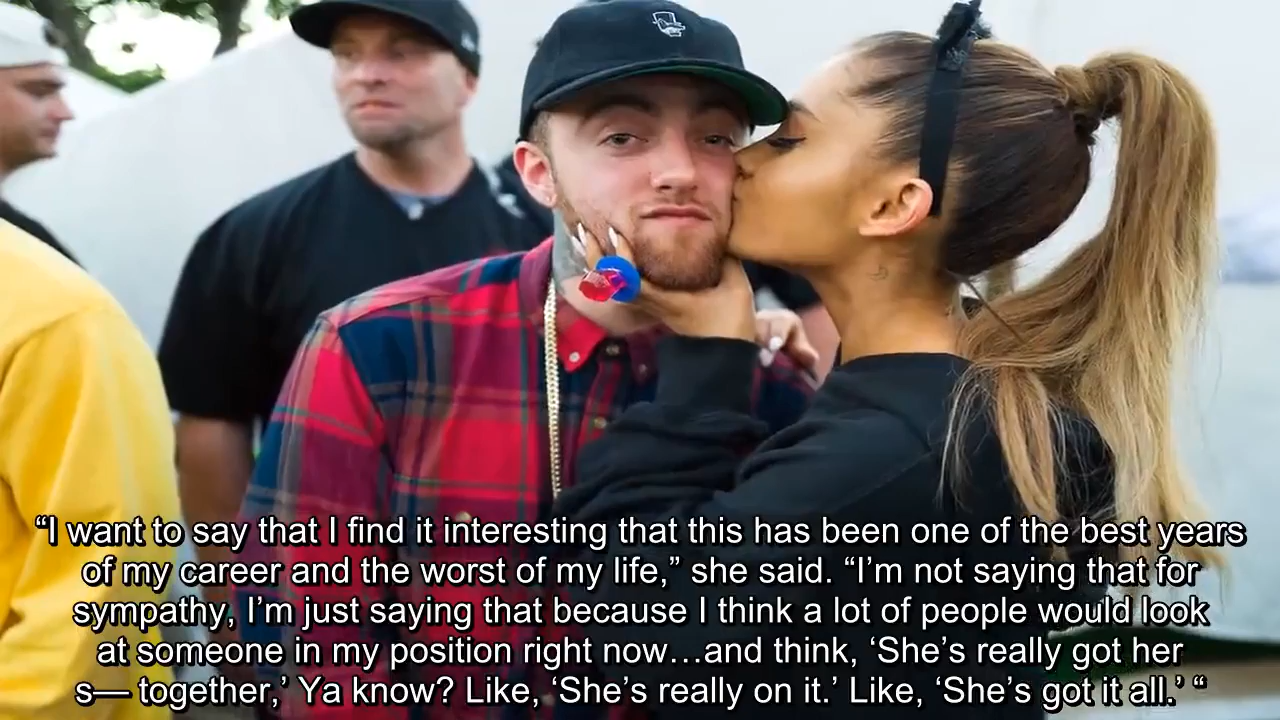 “I want to say that I find it interesting that this has been one of the best years
of my career and the worst of my life,” she said. “I’m not saying that for
sympathy, I’m just saying that because I think a lot of people would look
at someone in my position right now…and think, ‘She’s really got her
s— together,’ Ya know? Like, ‘She’s really on it.’ Like, ‘She’s got it all.’ “